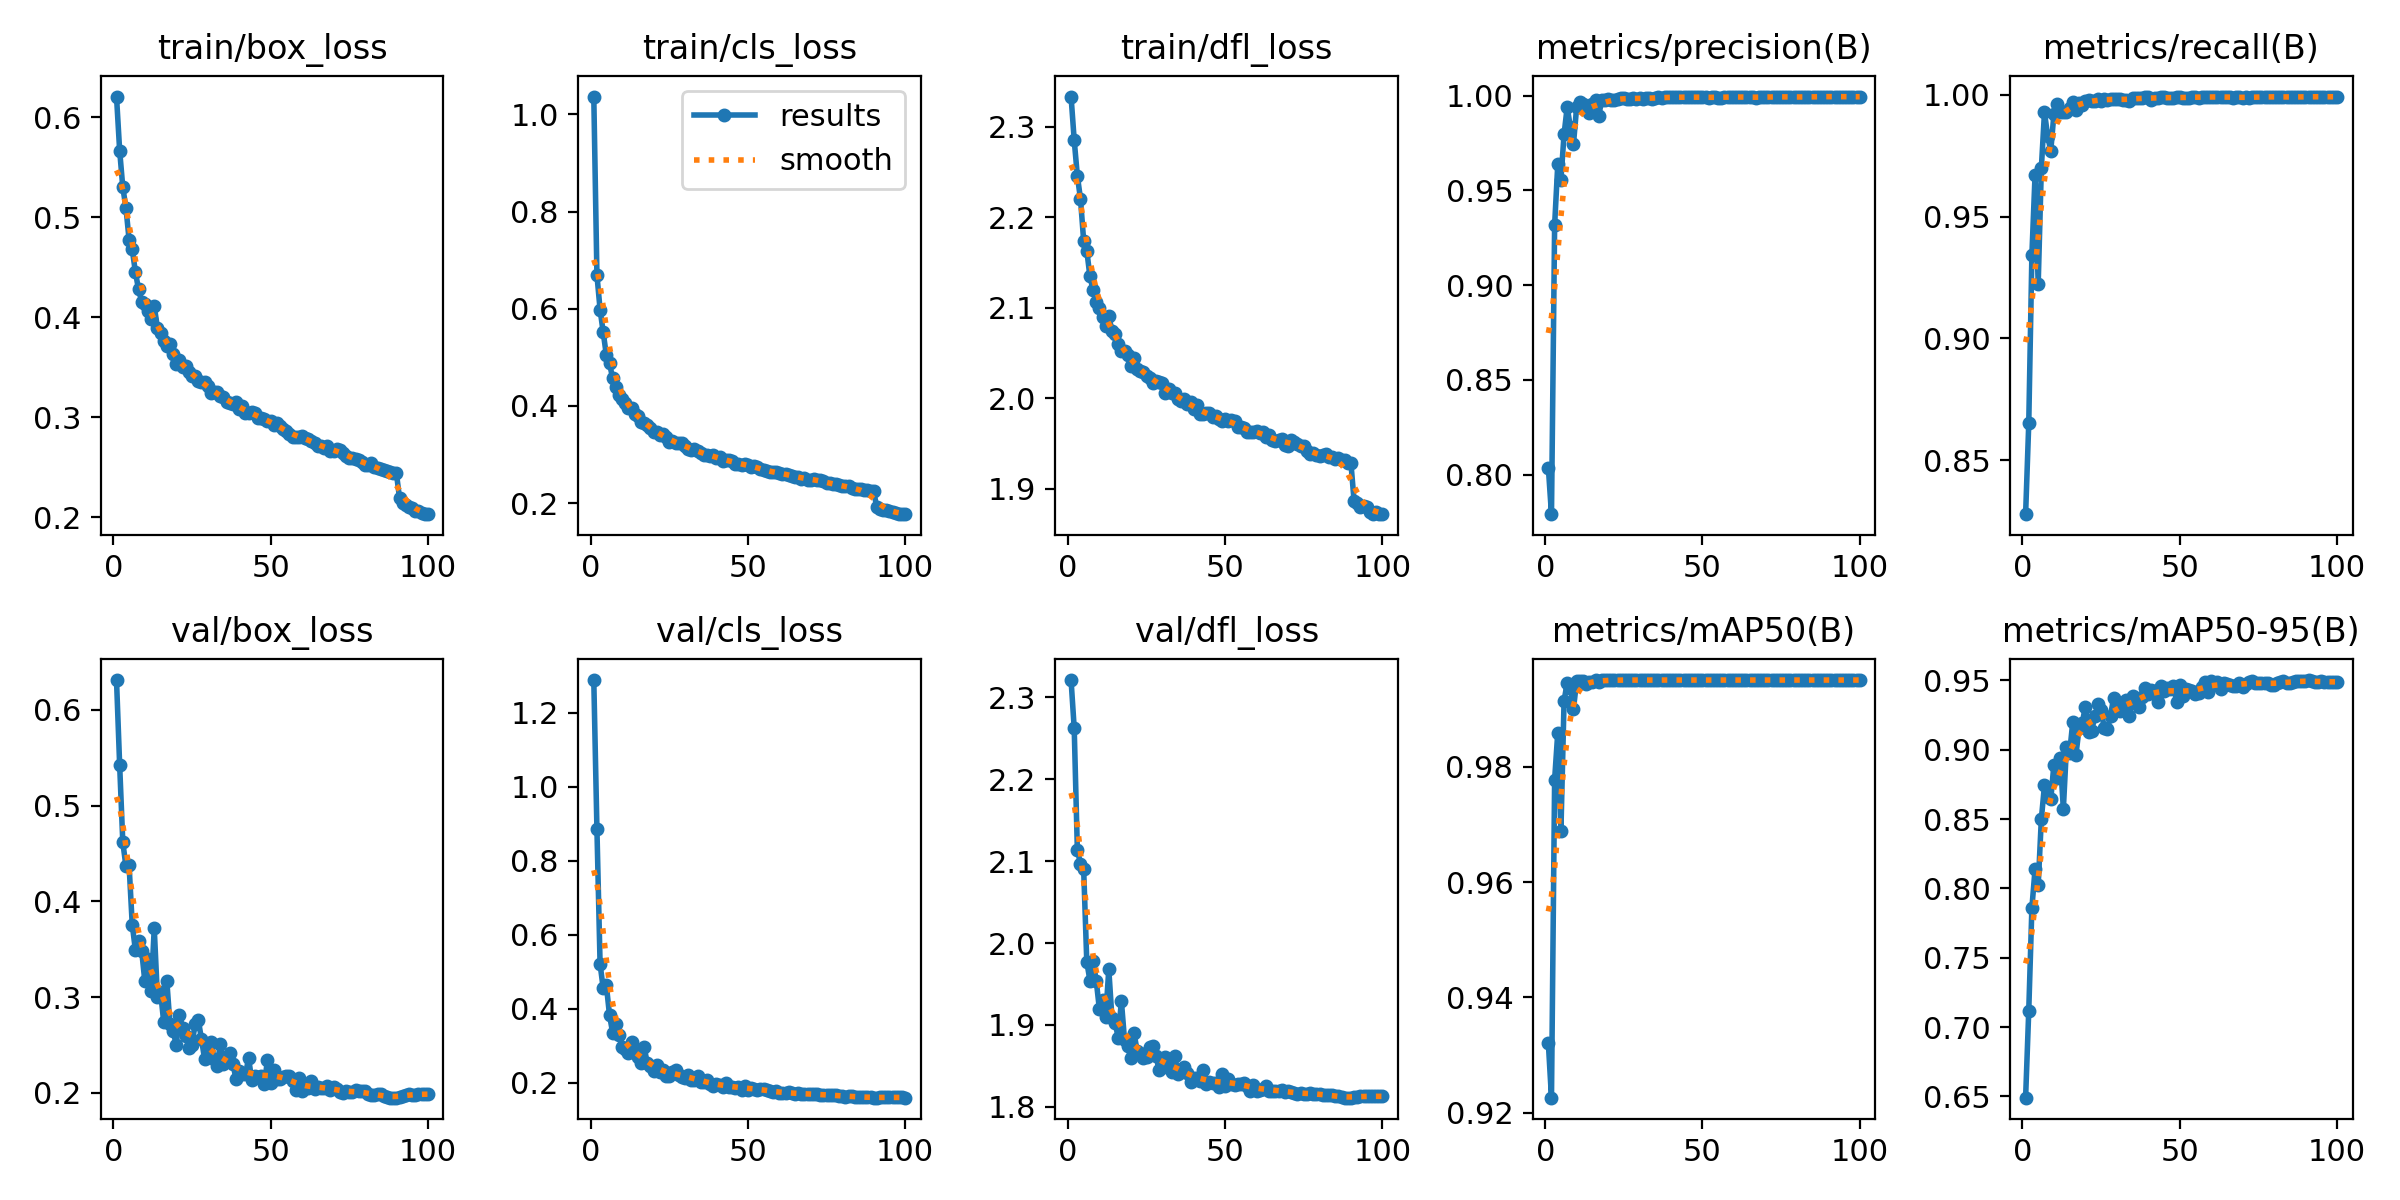 train/box_loss
0.6
0.5
0.4
0.3
0.2
0 50 100
train/cls_loss
results
smooth
1.0
0.8
0.6
0.4
0.2
0 50 100
train/dfl_loss
2.3
2.2
2.1
2.0
1.9
0 50 100
metrics/precision(B)
1.00
0.95
0.90
0.85
0.80
0 50 100
metrics/recall(B)
1.00
0.95
0.90
0.85
0 50 100
val/box_loss
0.6
0.5
0.4
0.3
0.2
0 50 100
val/cls_loss
1.2
1.0
0.8
0.6
0.4
0.2
0 50 100
val/dfl_loss
2.3
2.2
2.1
2.0
1.9
1.8
0 50 100
metrics/mAP50(B)
0.98
0.96
0.94
0.92
0 50 100
metrics/mAP50-95(B)
0.95
0.90
0.85
0.80
0.75
0.70
0.65
0 50 100